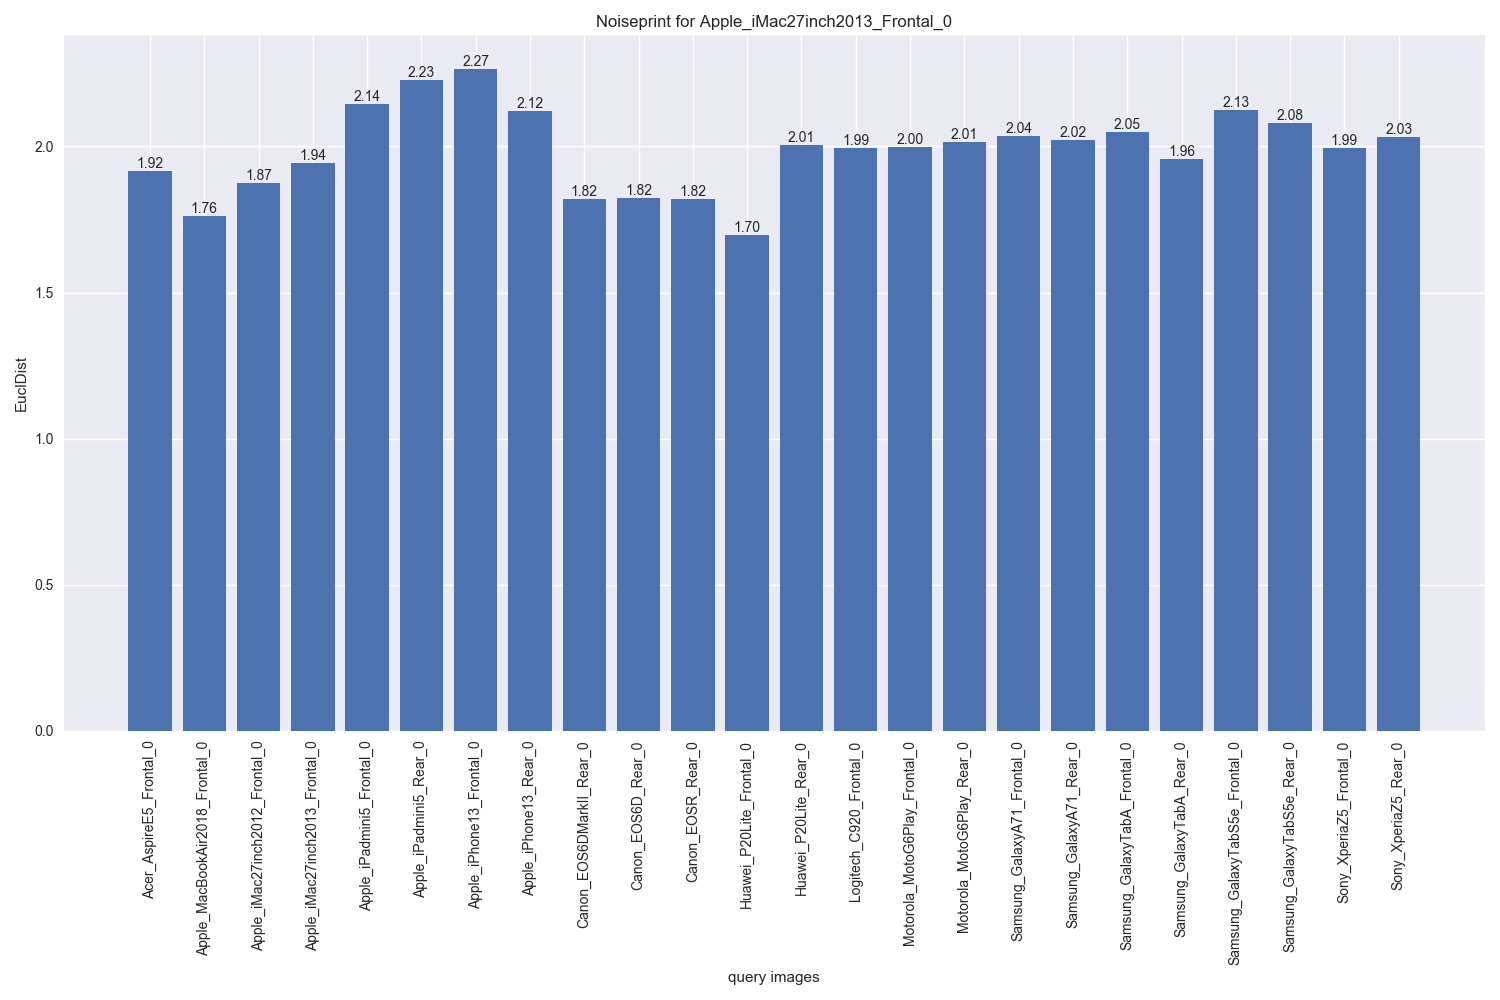 Noiseprint for Apple_iMac27inch2013_Frontal_0
EuclDist
2.0
1.5
1.0
0.5
0.0
1.92
1.76
1.87
1.94
2.14
2.23
2.27
2.12
1.82
1.82
1.82
1.70
2.01
1.99
2.00
2.01
2.04
2.02
2.05
1.96
2.13
2.08
1.99
2.03
Acer_AspireE5_Frontal_0
Apple_MacBookAir2018_Frontal_0
Apple_iMac27inch2012_Frontal_0
Apple_iMac27inch2013_Frontal_0
Apple_iPadmini5_Frontal_0
Apple_iPadmini5_Rear_0
Apple_iPhone13_Frontal_0
Apple_iPhone13_Rear_0
Canon_EOS6DMarkII_Rear_0
Canon_EOS6D_Rear_0
Canon_EOSR_Rear_0
Huawei_P20Lite_Frontal_0
Huawei_P20Lite_Rear_0
Logitech_C920_Frontal_0
Motorola_MotoG6Play_Frontal_0
Motorola_MotoG6Play_Rear_0
Samsung_GalaxyA71_Frontal_0
Samsung_GalaxyA71_Rear_0
Samsung_GalaxyTabA_Frontal_0
Samsung_GalaxyTabA_Rear_0
Samsung_GalaxyTabS5e_Frontal_0
Samsung_GalaxyTabS5e_Rear_0
Sony_XperiaZ5_Frontal_0
Sony_XperiaZ5_Rear_0
query images